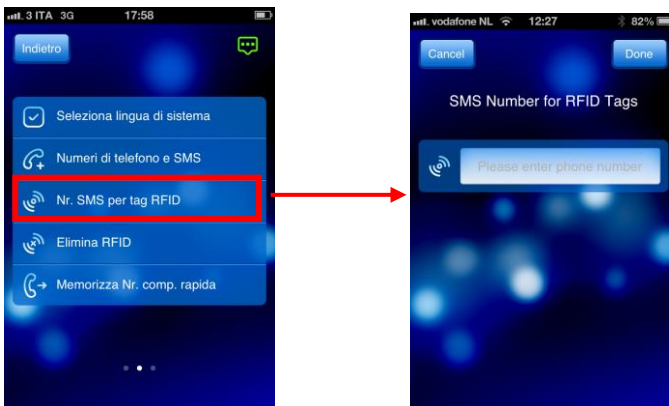 3 ITA 3G 17:58
Indietro
Seleziona lingua di sistema
Numeri di telefono e SMS
Nr. SMS per tag RFID
Elimina RFID
Memorizza Nr. comp. rapida
vodafone NL 12:27 82%
Cancel Done
SMS Number for RFID Tags
Please enter phone number